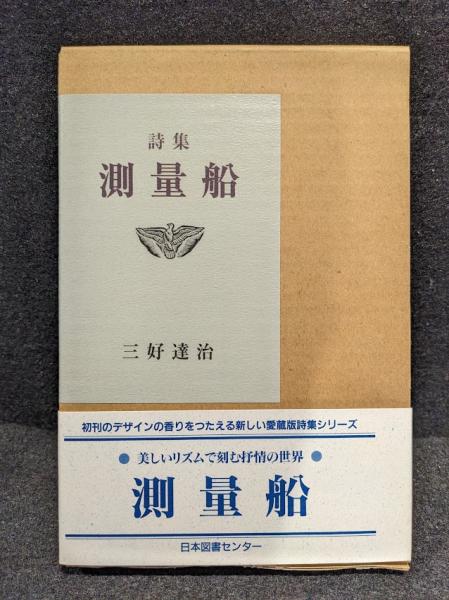 詩集
測量船
三好達治
初刊のデザインの香りをつたえる新しい愛蔵版詩集シリーズ
● 美しいリズムで刻む抒情の世界 ●
測量船
日本図書センター